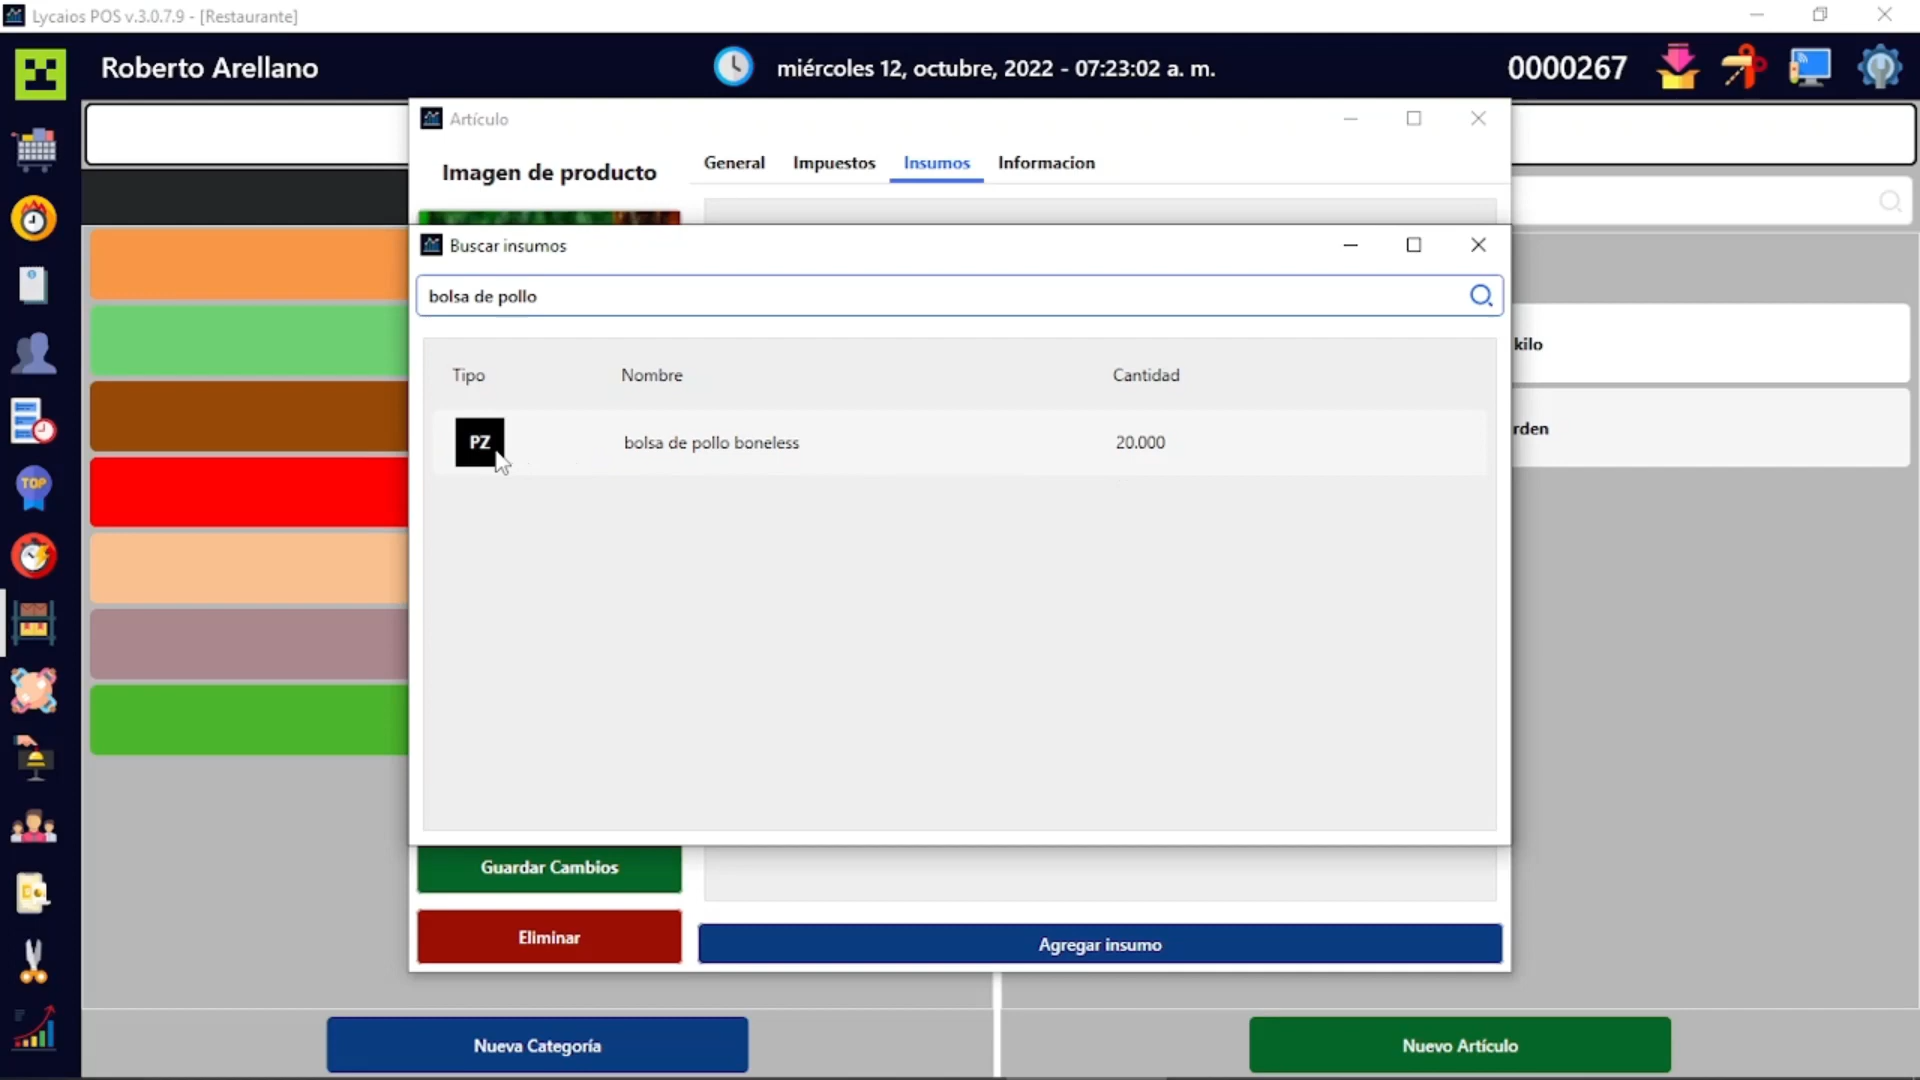 Lycaios POS v.3.0.7.9 - [Restaurante]
Roberto Arellano
miércoles 12, octubre, 2022 - 07:23:02 a. m.
0000267
Artículo
Imagen de producto
General
Impuestos
Insumos
Informacion
Buscar insumos
bolsa de pollo
Tipo
Nombre
Cantidad
PZ
bolsa de pollo boneless
20.000
kilo
rden
TOP
Guardar Cambios
Eliminar
Agregar insumo
Nueva Categoría
Nuevo Artículo